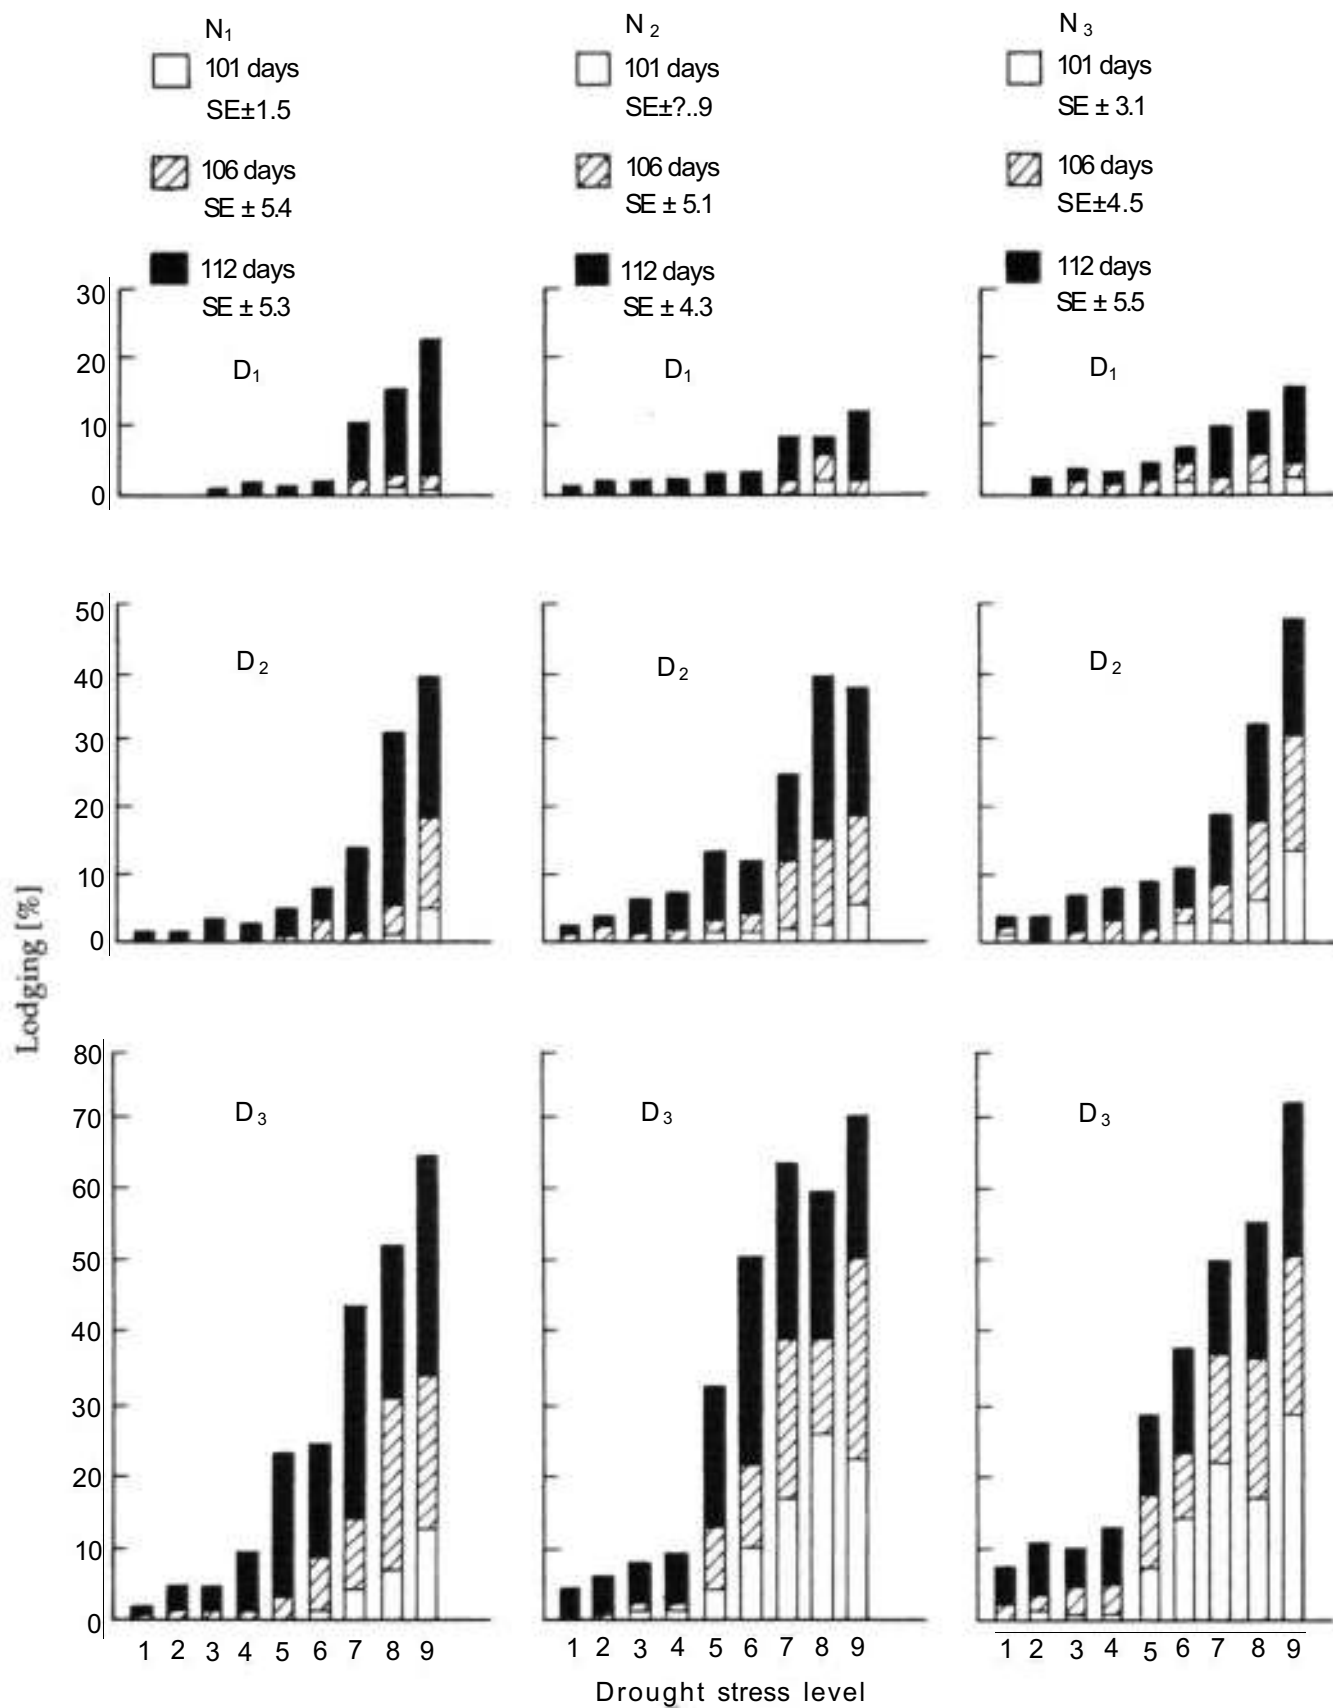 N1
101 days
SE±1.5
106 days
SE ± 5.4
112 days
SE ± 5.3
N2
101 days
SE±?..9
106 days
SE ± 5.1
112 days
SE ± 4.3
N3
101 days
SE ± 3.1
106 days
SE±4.5
112 days
SE ± 5.5
30
20
10
0
D1
D1
D1
50
40
30
20
10
0
D2
D2
D2
Lodging [%]
80
70
60
50
40
30
20
10
0
D3
D3
D3
1 2 3 4 5 6 7 8 9
1 2 3 4 5 6 7 8 9
1 2 3 4 5 6 7 8 9
Drought stress level